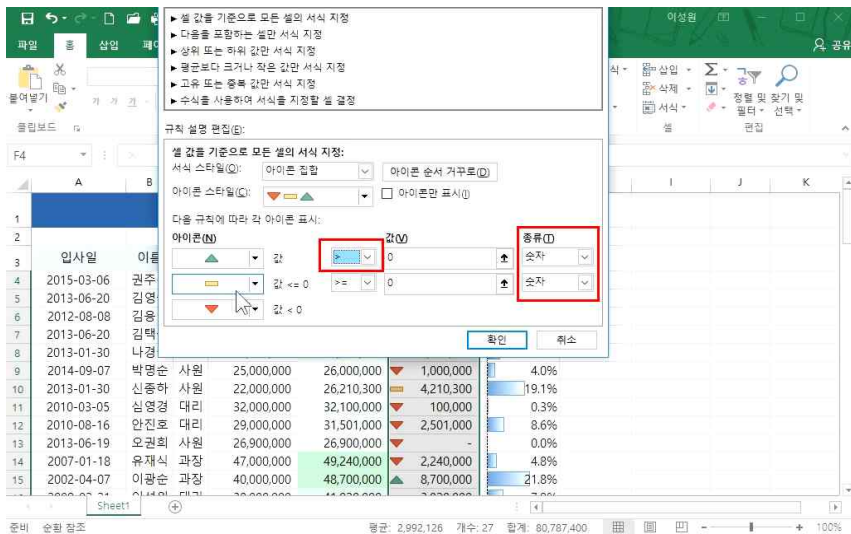 이성원
파일 홈 삽입 페이 공유
▶ 셀 값을 기준으로 모든 셀의 서식 지정
▶ 다음을 포함하는 셀만 서식 지정
▶ 상위 또는 하위 값만 서식 지정
▶ 평균보다 크거나 작은 값만 서식 지정
▶ 고유 또는 중복 값만 서식 지정
▶ 수식을 사용하여 서식을 지정할 셀 결정
붙여넣기 가 가 가
클립보드
식 삽입 삭제 서식 셀
정렬 및 필터 찾기 및 선택 편집
규칙 설명 편집(E):
셀 값을 기준으로 모든 셀의 서식 지정:
서식 스타일(O): 아이콘 집합 아이콘 순서 거꾸로(D)
아이콘 스타일(C): 아이콘만 표시(I)
다음 규칙에 따라 각 아이콘 표시:
아이콘(N) 값(V) 종류(T)
값 > 0 숫자
값 <= 0 >= 0 숫자
값 < 0
확인 취소
F4
A B I J K
1
2
3 입사일 이름
4 2015-03-06 권주
5 2013-06-20 김영
6 2012-08-08 김용
7 2013-06-20 김택
8 2013-01-30 나경
9 2014-09-07 박명순 사원 25,000,000 26,000,000 1,000,000 4.0%
10 2013-01-30 신종하 사원 22,000,000 26,210,300 4,210,300 19.1%
11 2010-03-05 심영경 대리 32,000,000 32,100,000 100,000 0.3%
12 2010-08-16 안진호 대리 29,000,000 31,501,000 2,501,000 8.6%
13 2013-06-19 오권희 사원 26,900,000 26,900,000 - 0.0%
14 2007-01-18 유재식 과장 47,000,000 49,240,000 2,240,000 4.8%
15 2002-04-07 이광순 과장 40,000,000 48,700,000 8,700,000 21.8%
Sheet1
준비 순환 참조 평균: 2,992,126 개수: 27 합계: 80,787,400 100%